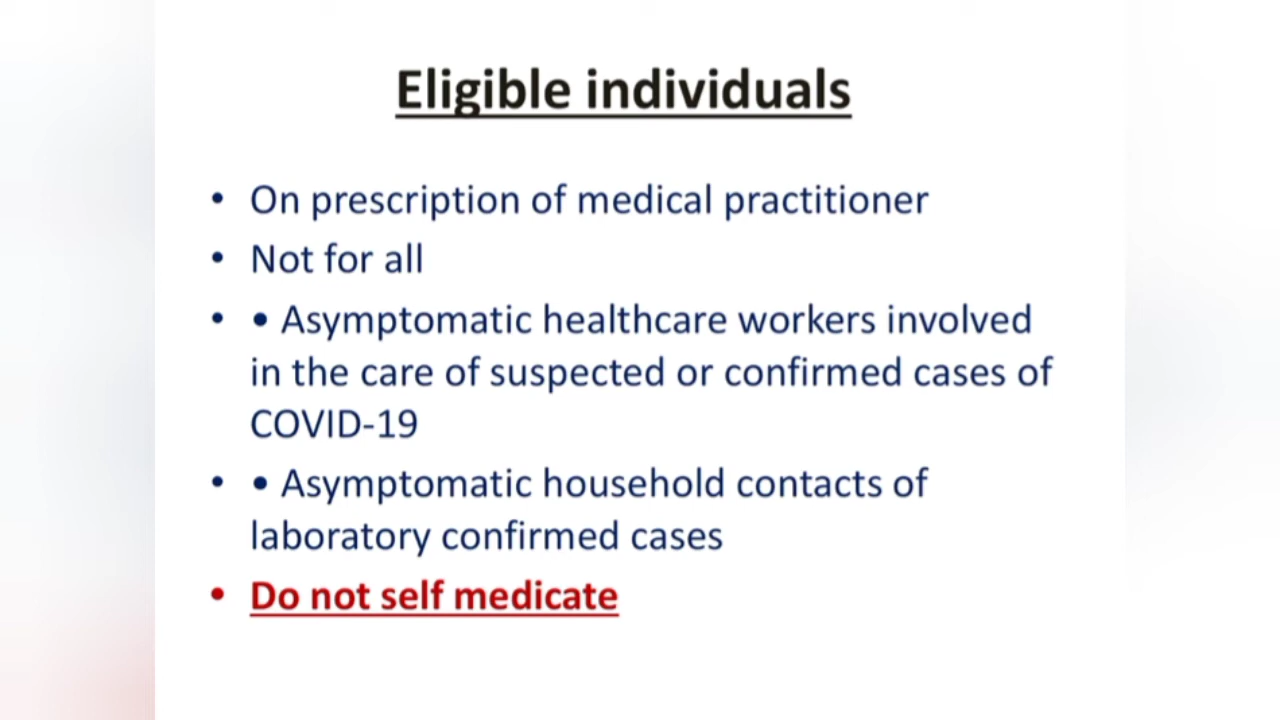 Eligible individuals
• On prescription of medical practitioner
• Not for all
• • Asymptomatic healthcare workers involved
in the care of suspected or confirmed cases of
COVID-19
• • Asymptomatic household contacts of
laboratory confirmed cases
• Do not self medicate